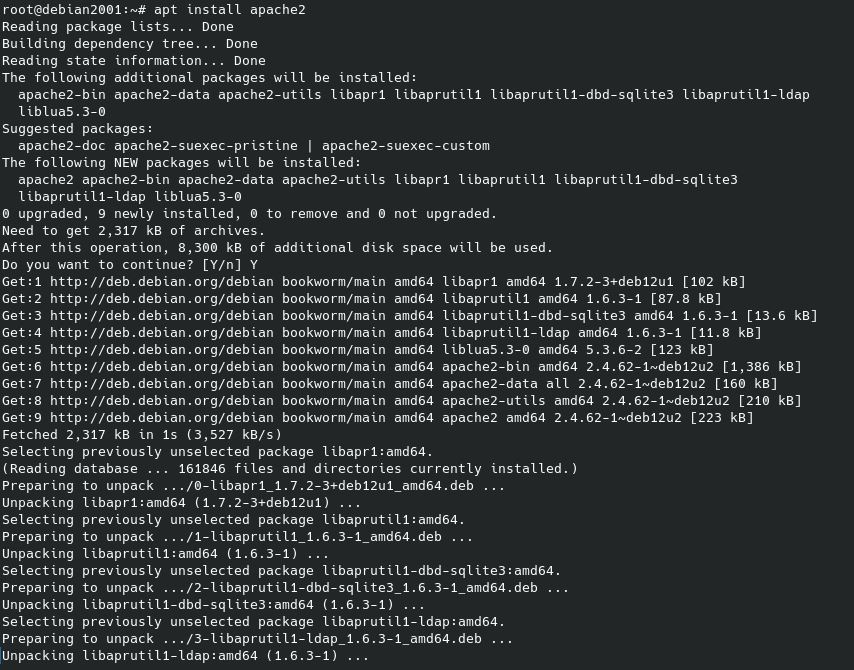 root@debian2001:~# apt install apache2
Reading package lists... Done
Building dependency tree... Done
Reading state information... Done
The following additional packages will be installed:
  apache2-bin apache2-data apache2-utils libapr1 libaprutil1 libaprutil1-dbd-sqlite3 libaprutil1-ldap
  liblua5.3-0
Suggested packages:
  apache2-doc apache2-suexec-pristine | apache2-suexec-custom
The following NEW packages will be installed:
  apache2 apache2-bin apache2-data apache2-utils libapr1 libaprutil1 libaprutil1-dbd-sqlite3
  libaprutil1-ldap liblua5.3-0
0 upgraded, 9 newly installed, 0 to remove and 0 not upgraded.
Need to get 2,317 kB of archives.
After this operation, 8,300 kB of additional disk space will be used.
Do you want to continue? [Y/n] Y
Get:1 http://deb.debian.org/debian bookworm/main amd64 libapr1 amd64 1.7.2-3+deb12u1 [102 kB]
Get:2 http://deb.debian.org/debian bookworm/main amd64 libaprutil1 amd64 1.6.3-1 [87.8 kB]
Get:3 http://deb.debian.org/debian bookworm/main amd64 libaprutil1-dbd-sqlite3 amd64 1.6.3-1 [13.6 kB]
Get:4 http://deb.debian.org/debian bookworm/main amd64 libaprutil1-ldap amd64 1.6.3-1 [11.8 kB]
Get:5 http://deb.debian.org/debian bookworm/main amd64 liblua5.3-0 amd64 5.3.6-2 [123 kB]
Get:6 http://deb.debian.org/debian bookworm/main amd64 apache2-bin amd64 2.4.62-1~deb12u2 [1,386 kB]
Get:7 http://deb.debian.org/debian bookworm/main amd64 apache2-data all 2.4.62-1~deb12u2 [160 kB]
Get:8 http://deb.debian.org/debian bookworm/main amd64 apache2-utils amd64 2.4.62-1~deb12u2 [210 kB]
Get:9 http://deb.debian.org/debian bookworm/main amd64 apache2 amd64 2.4.62-1~deb12u2 [223 kB]
Fetched 2,317 kB in 1s (3,527 kB/s)
Selecting previously unselected package libapr1:amd64.
(Reading database ... 161846 files and directories currently installed.)
Preparing to unpack .../0-libapr1_1.7.2-3+deb12u1_amd64.deb ...
Unpacking libapr1:amd64 (1.7.2-3+deb12u1) ...
Selecting previously unselected package libaprutil1:amd64.
Preparing to unpack .../1-libaprutil1_1.6.3-1_amd64.deb ...
Unpacking libaprutil1:amd64 (1.6.3-1) ...
Selecting previously unselected package libaprutil1-dbd-sqlite3:amd64.
Preparing to unpack .../2-libaprutil1-dbd-sqlite3_1.6.3-1_amd64.deb ...
Unpacking libaprutil1-dbd-sqlite3:amd64 (1.6.3-1) ...
Selecting previously unselected package libaprutil1-ldap:amd64.
Preparing to unpack .../3-libaprutil1-ldap_1.6.3-1_amd64.deb ...
Unpacking libaprutil1-ldap:amd64 (1.6.3-1) ...